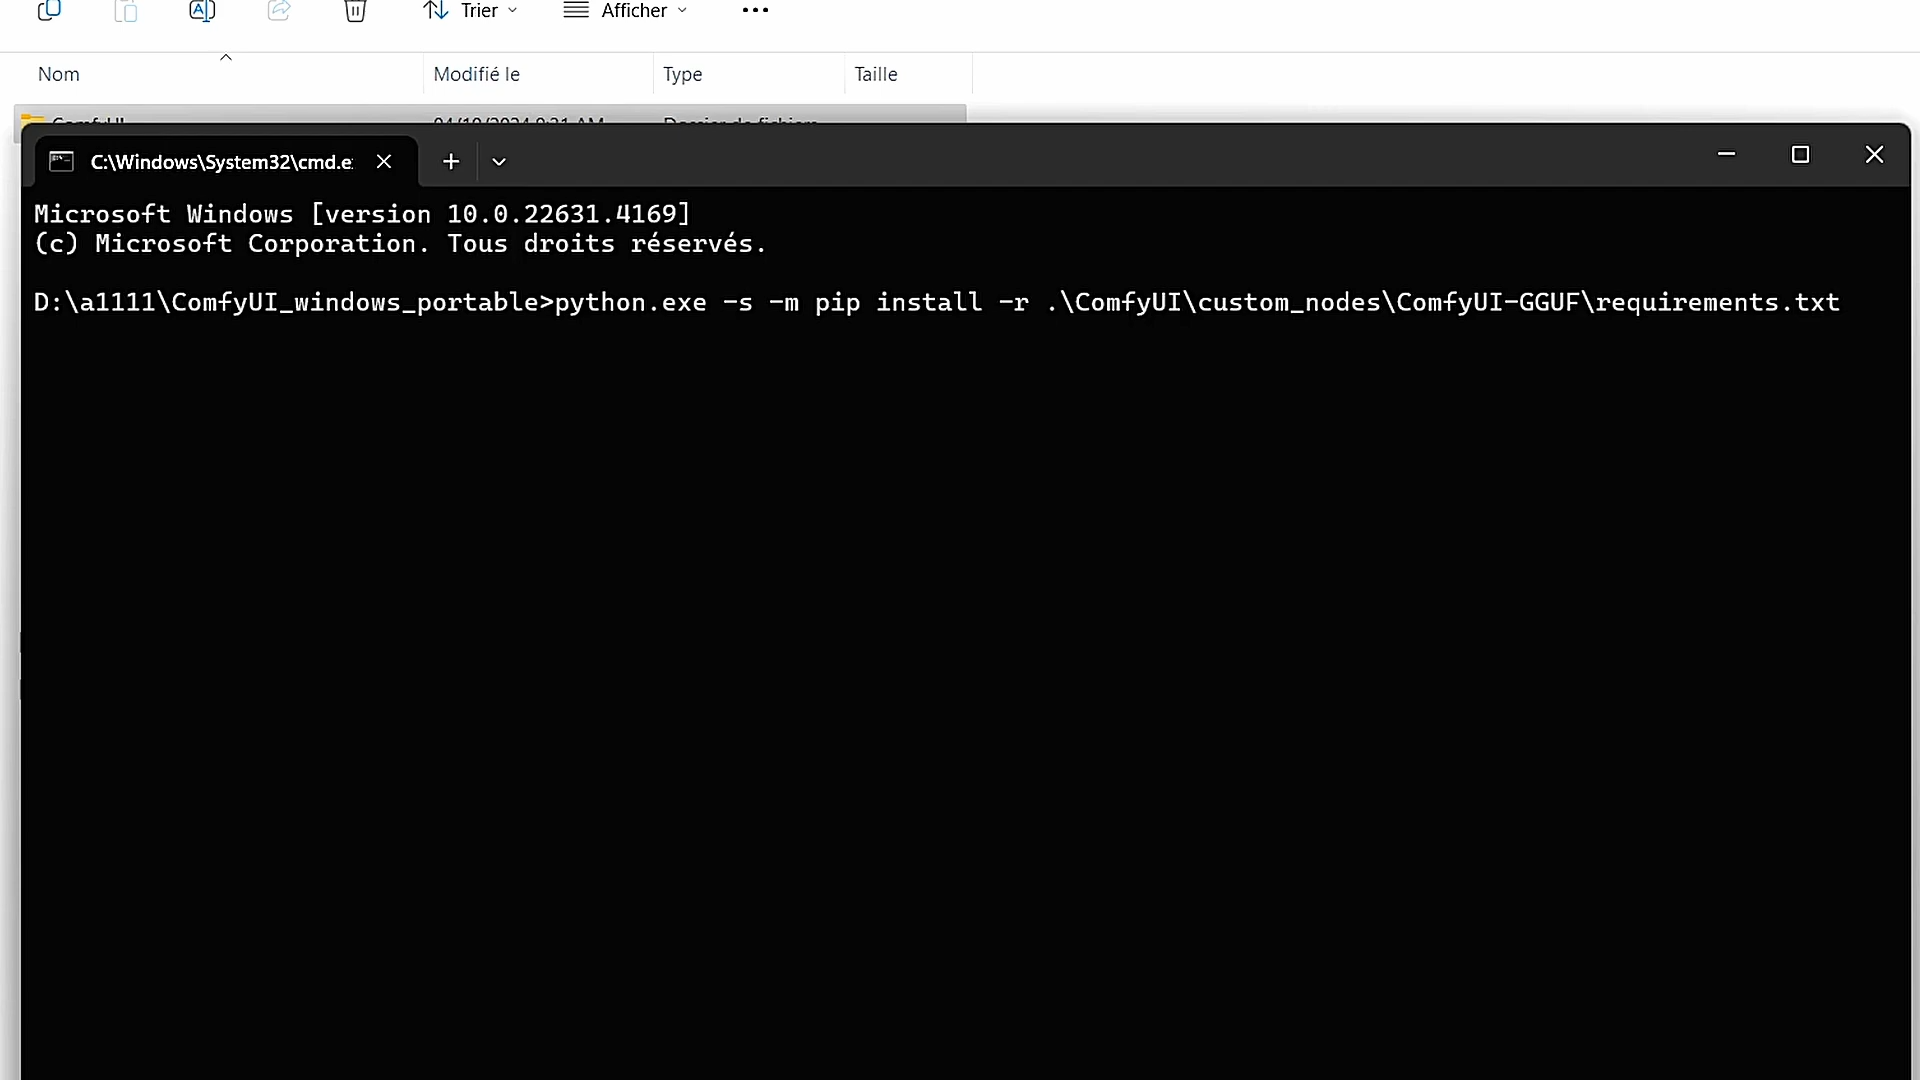 Trier Afficher
Nom Modifié le Type Taille
ComfyUI 04/10/2024 9:31 AM Dossier de fichiers
C:\Windows\System32\cmd.e
Microsoft Windows [version 10.0.22631.4169]
(c) Microsoft Corporation. Tous droits réservés.
D:\a1111\ComfyUI_windows_portable>python.exe -s -m pip install -r .\ComfyUI\custom_nodes\ComfyUI-GGUF\requirements.txt